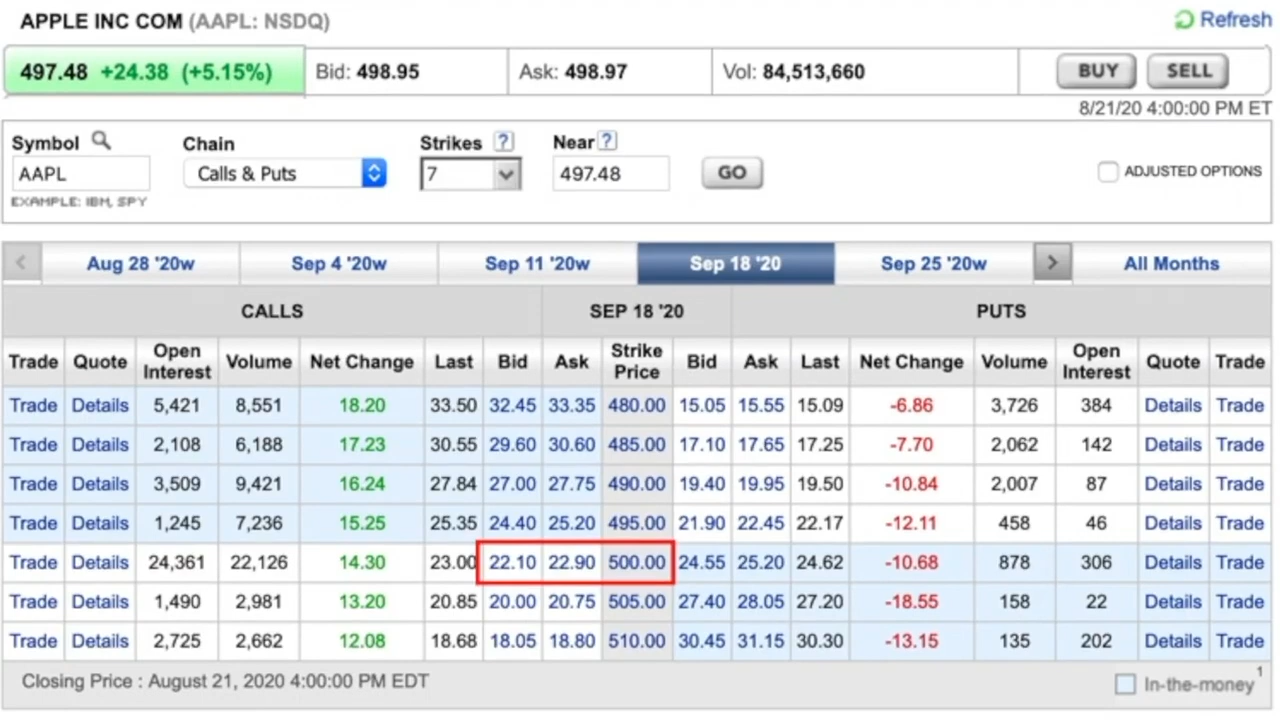 APPLE INC COM (AAPL: NSDQ) Refresh
497.48 +24.38 (+5.15%) Bid: 498.95 Ask: 498.97 Vol: 84,513,660 BUY SELL
8/21/20 4:00:00 PM ET
Symbol Chain Strikes ? Near ?
AAPL Calls & Puts 7 497.48 GO ADJUSTED OPTIONS
EXAMPLE: IBM, SPY
< Aug 28 '20w Sep 4 '20w Sep 11 '20w Sep 18 '20 Sep 25 '20w > All Months
CALLS SEP 18 '20 PUTS
Trade Quote Open Interest Volume Net Change Last Bid Ask Strike Price Bid Ask Last Net Change Volume Open Interest Quote Trade
Trade Details 5,421 8,551 18.20 33.50 32.45 33.35 480.00 15.05 15.55 15.09 -6.86 3,726 384 Details Trade
Trade Details 2,108 6,188 17.23 30.55 29.60 30.60 485.00 17.10 17.65 17.25 -7.70 2,062 142 Details Trade
Trade Details 3,509 9,421 16.24 27.84 27.00 27.75 490.00 19.40 19.95 19.50 -10.84 2,007 87 Details Trade
Trade Details 1,245 7,236 15.25 25.35 24.40 25.20 495.00 21.90 22.45 22.17 -12.11 458 46 Details Trade
Trade Details 24,361 22,126 14.30 23.00 22.10 22.90 500.00 24.55 25.20 24.62 -10.68 878 306 Details Trade
Trade Details 1,490 2,981 13.20 20.85 20.00 20.75 505.00 27.40 28.05 27.20 -18.55 158 22 Details Trade
Trade Details 2,725 2,662 12.08 18.68 18.05 18.80 510.00 30.45 31.15 30.30 -13.15 135 202 Details Trade
Closing Price : August 21, 2020 4:00:00 PM EDT In-the-money 1